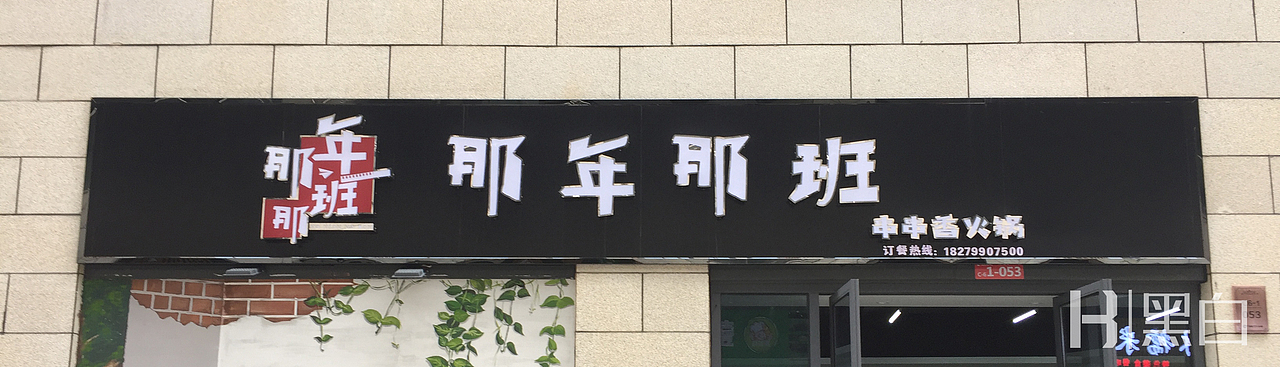 那年
那班
那年那班
串串香火锅
订餐热线：18279907500
1-053
黑白